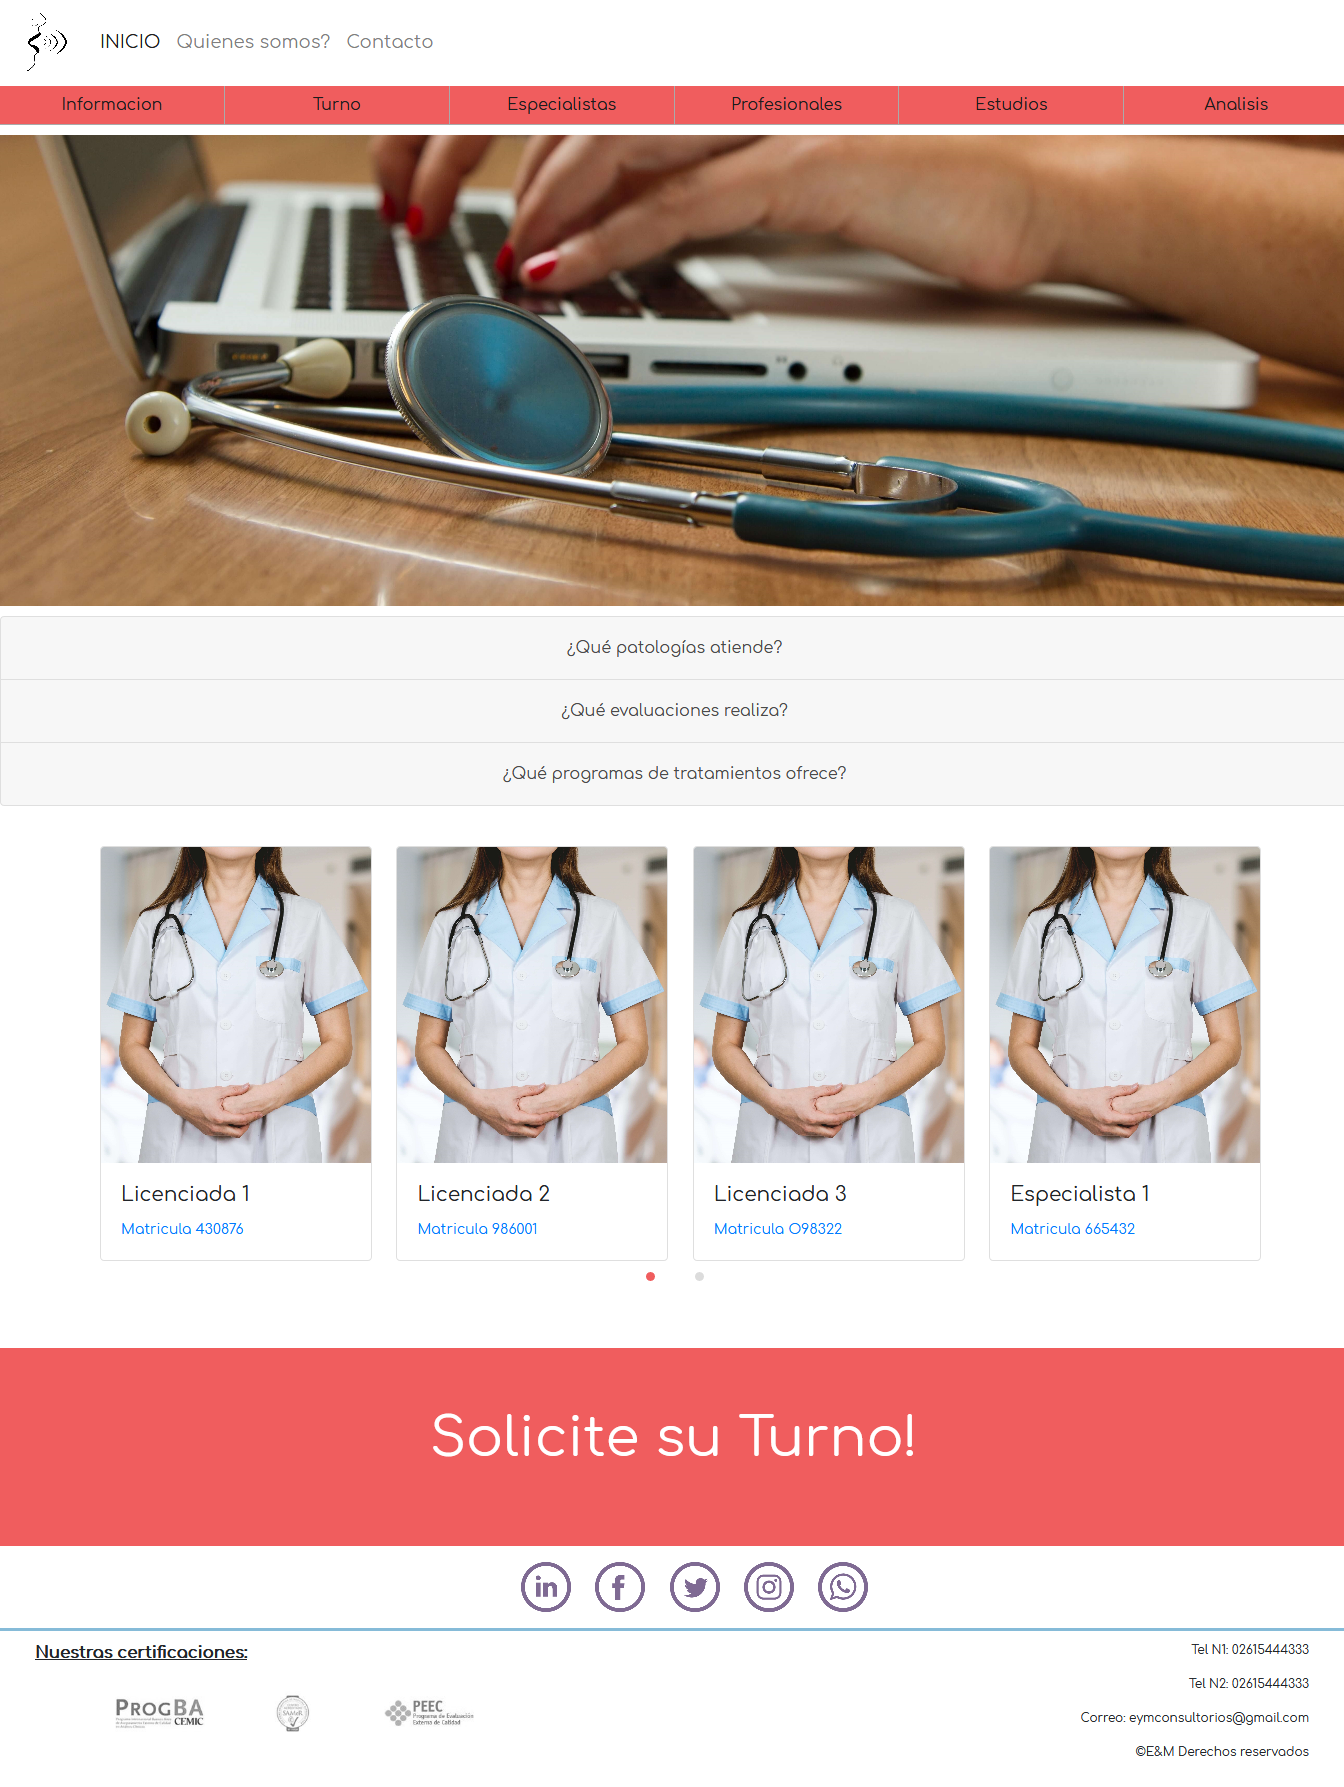 INICIO Quienes somos? Contacto
Informacion Turno Especialistas Profesionales Estudios Analisis
¿Qué patologías atiende?
¿Qué evaluaciones realiza?
¿Qué programas de tratamientos ofrece?
Licenciada 1
Matricula 430876
Licenciada 2
Matricula 986001
Licenciada 3
Matricula O98322
Especialista 1
Matricula 665432
Solicite su Turno!
Nuestras certificaciones:
PROGBA
CEMIC
PEEC
Programa de Evaluación
Externa de Calidad
Tel N1: 02615444333
Tel N2: 02615444333
Correo: eymconsultorios@gmail.com
©E&M Derechos reservados